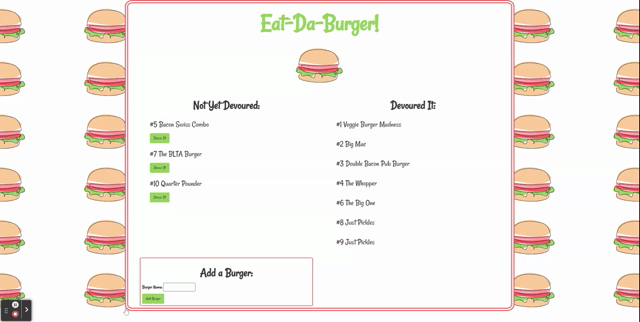 Eat-Da-Burger!
Not Yet Devoured:
#5 Bacon Swiss Combo
Devour It!
#7 The BLTA Burger
Devour It!
#10 Quarter Pounder
Devour It!
Devoured It:
#1 Veggie Burger Madness
#2 Big Mac
#3 Double Bacon Pub Burger
#4 The Whopper
#6 The Big One
#8 Just Pickles
#9 Just Pickles
Add a Burger:
Burger Name:
Add Burger